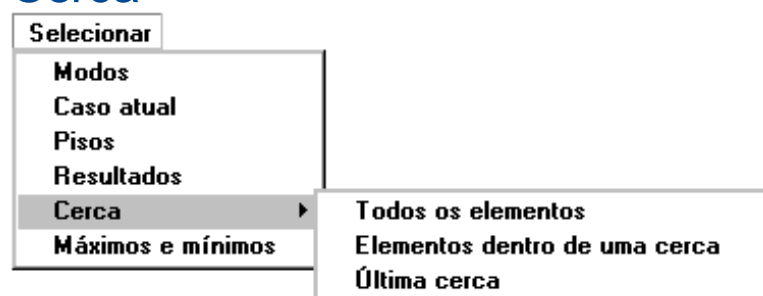 Cerca
Selecionar
Modos
Caso atual
Pisos
Resultados
Cerca
Máximos e mínimos
Todos os elementos
Elementos dentro de uma cerca
Última cerca